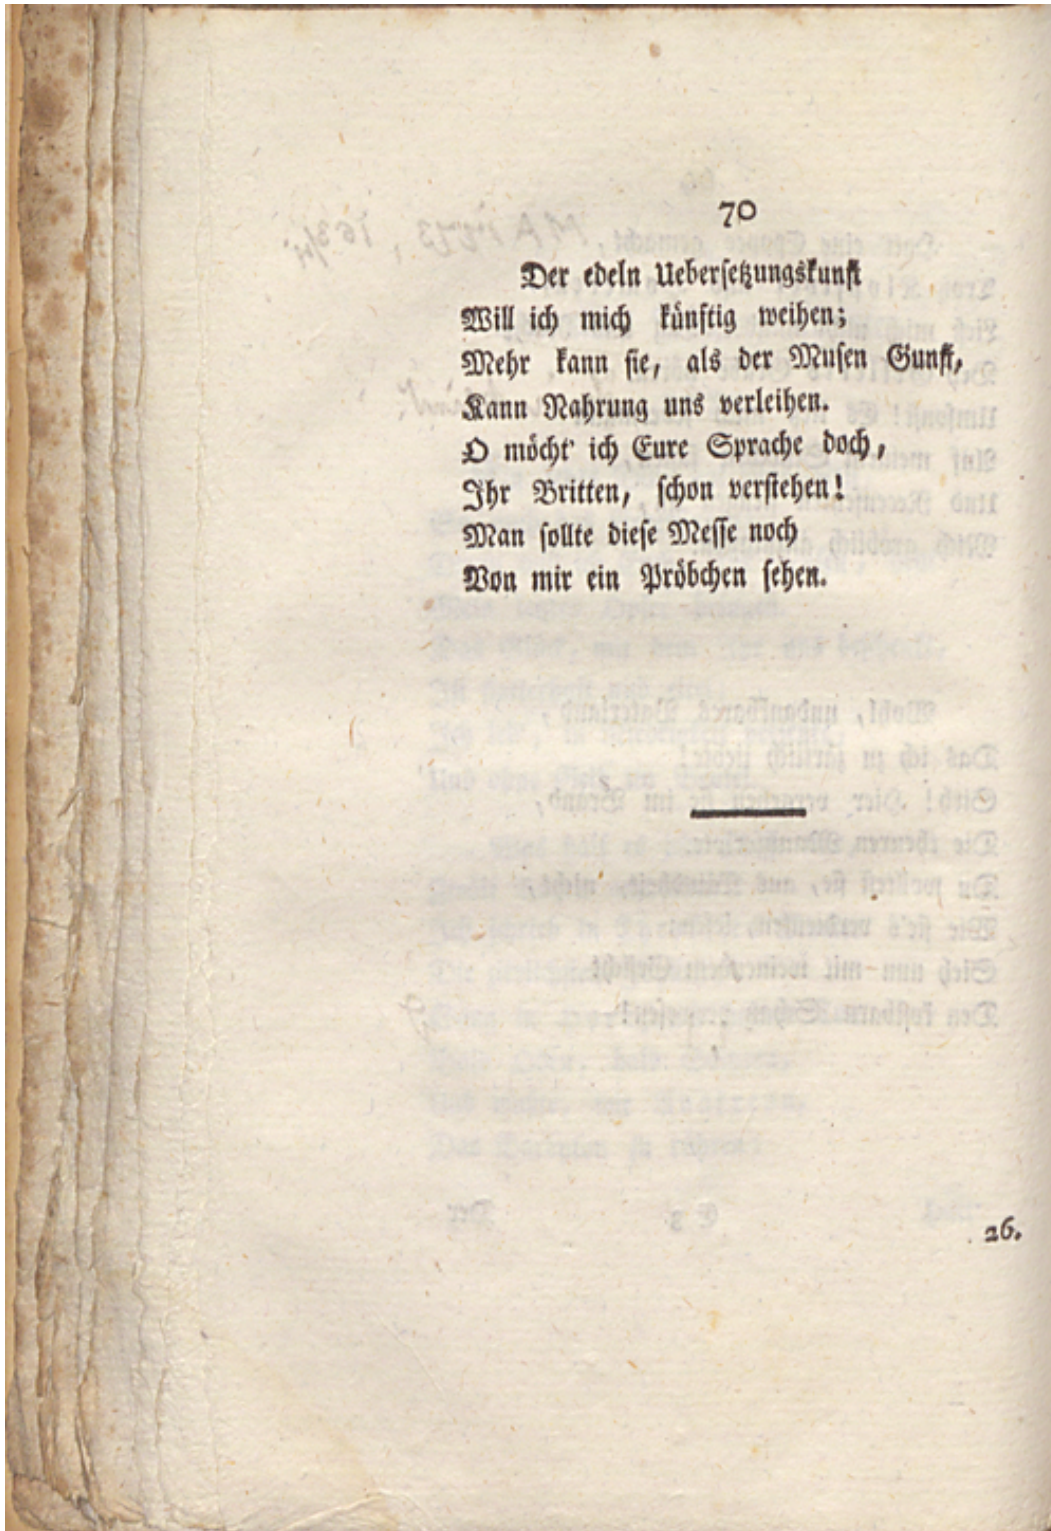 70
Der edeln Ueberſetzungskunſt
Will ich mich künftig weihen;
Mehr kann ſie, als der Muſen Gunſt,
Kann Nahrung uns verleihen.
O möcht' ich Eure Sprache doch,
Ihr Britten, ſchon verſtehen!
Man ſollte dieſe Meſſe noch
Von mir ein Pröbchen ſehen.
26.